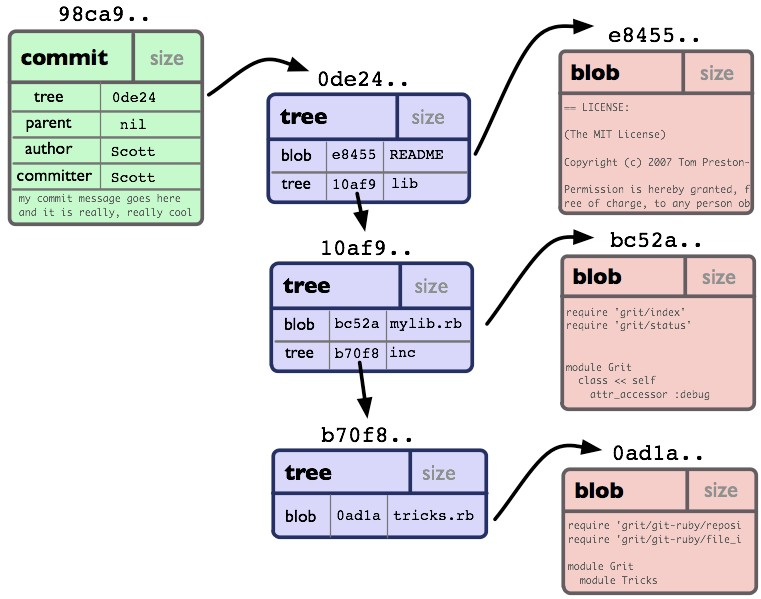 98ca9..
commit size
tree 0de24
parent nil
author Scott
committer Scott
my commit message goes here
and it is really, really cool
0de24..
tree size
blob e8455 README
tree 10af9 lib
10af9..
tree size
blob bc52a mylib.rb
tree b70f8 inc
b70f8..
tree size
blob 0ad1a tricks.rb
e8455..
blob size
== LICENSE:
(The MIT License)
Copyright (c) 2007 Tom Preston-
Permission is hereby granted, f
ree of charge, to any person ob
bc52a..
blob size
require 'grit/index'
require 'grit/status'
module Grit
class << self
attr_accessor :debug
0ad1a..
blob size
require 'grit/git-ruby/reposi
require 'grit/git-ruby/file_i
module Grit
module Tricks